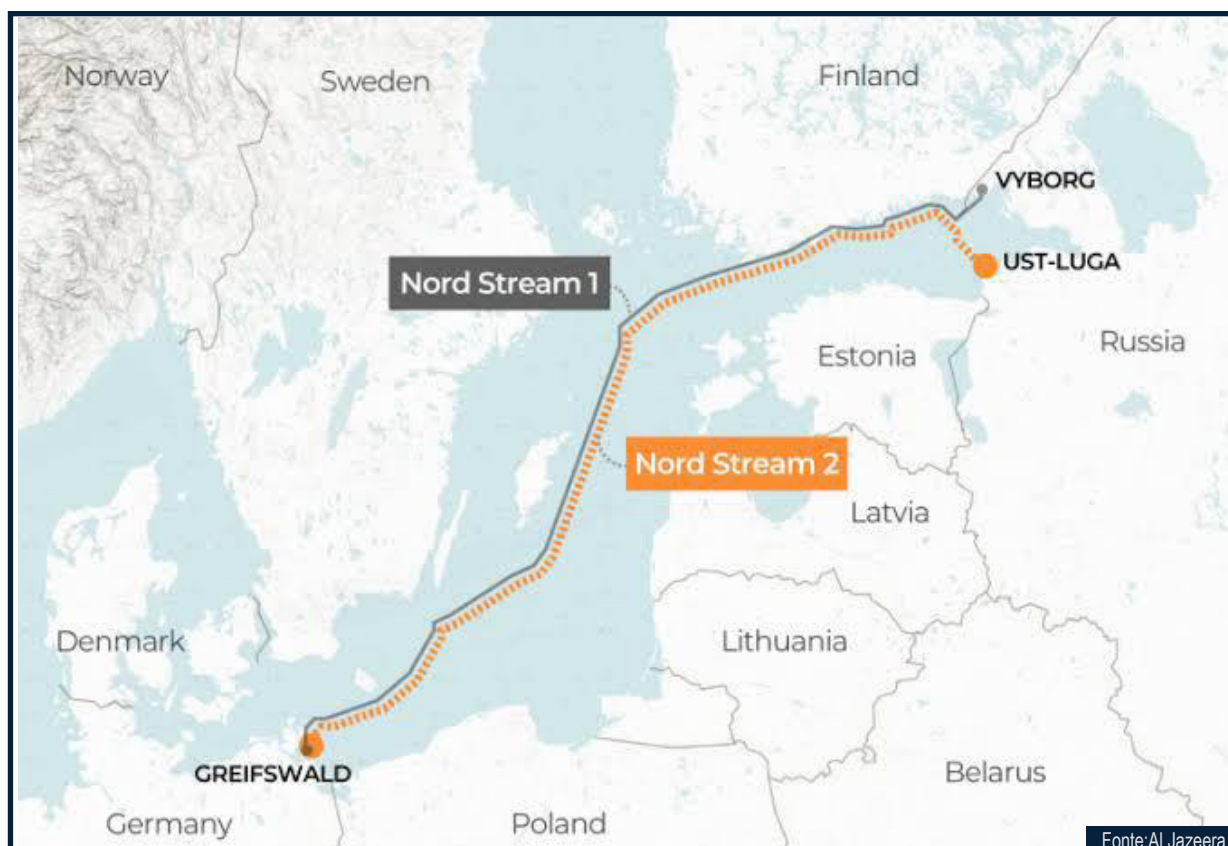 Norway
Sweden
Finland
VYBORG
Nord Stream 1
UST-LUGA
Estonia
Russia
Nord Stream 2
Latvia
Denmark
Lithuania
GREIFSWALD
Belarus
Germany
Poland
Fonte:Al Jazeera